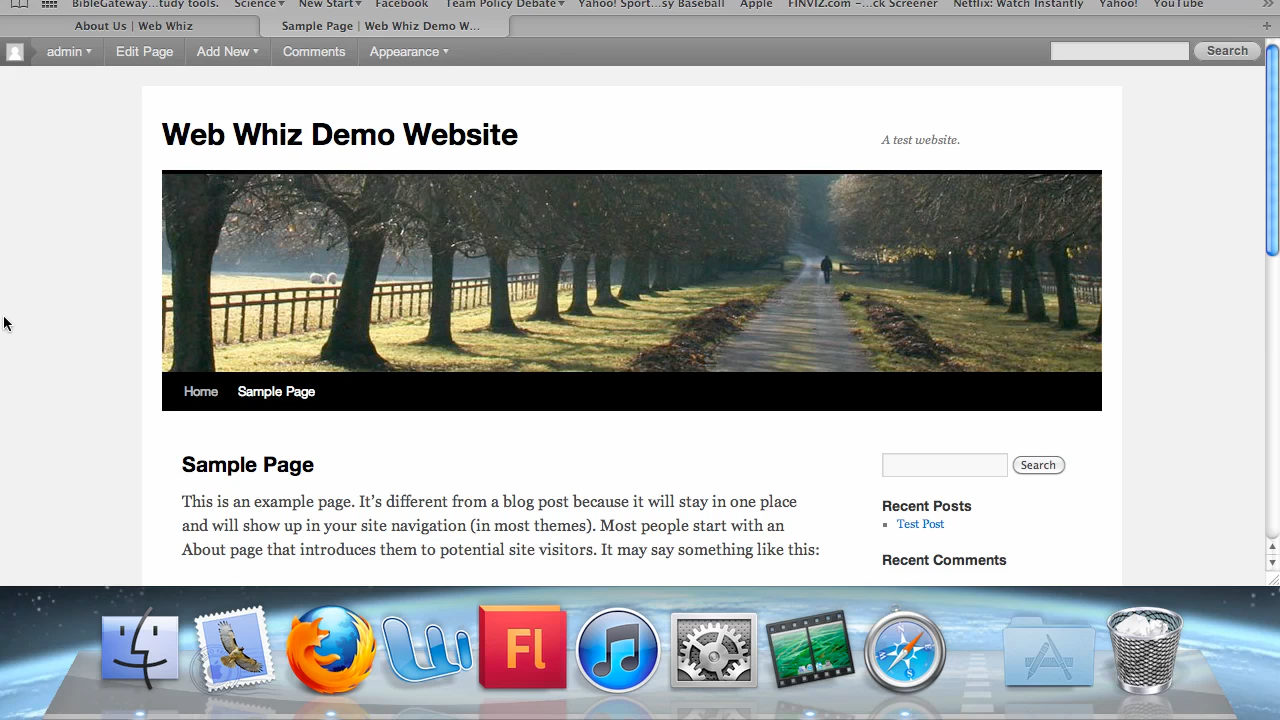 BibleGateway....tudy tools. Science▾ New Start▾ Facebook Team Policy Debate▾ Yahoo! Sport...sy Baseball Apple FINVIZ.com -...ck Screener Netflix: Watch Instantly Yahoo! YouTube
About Us | Web Whiz
Sample Page | Web Whiz Demo W...
admin Edit Page Add New Comments Appearance Search
Web Whiz Demo Website
A test website.
Home Sample Page
Sample Page
This is an example page. It’s different from a blog post because it will stay in one place
and will show up in your site navigation (in most themes). Most people start with an
About page that introduces them to potential site visitors. It may say something like this:
Search
Recent Posts
Test Post
Recent Comments
Fl